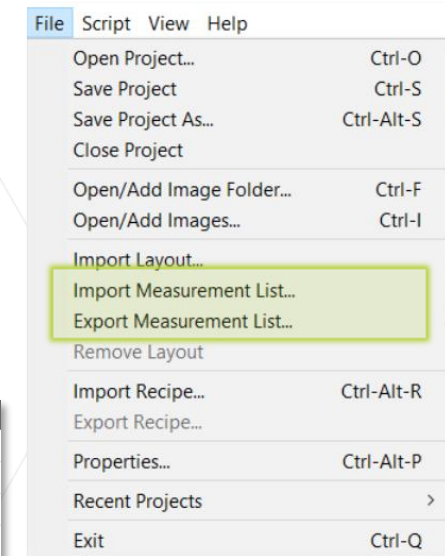 File Script View Help
Open Project... Ctrl-O
Save Project Ctrl-S
Save Project As... Ctrl-Alt-S
Close Project
Open/Add Image Folder... Ctrl-F
Open/Add Images... Ctrl-I
Import Layout...
Import Measurement List...
Export Measurement List...
Remove Layout
Import Recipe... Ctrl-Alt-R
Export Recipe...
Properties... Ctrl-Alt-P
Recent Projects >
Exit Ctrl-Q